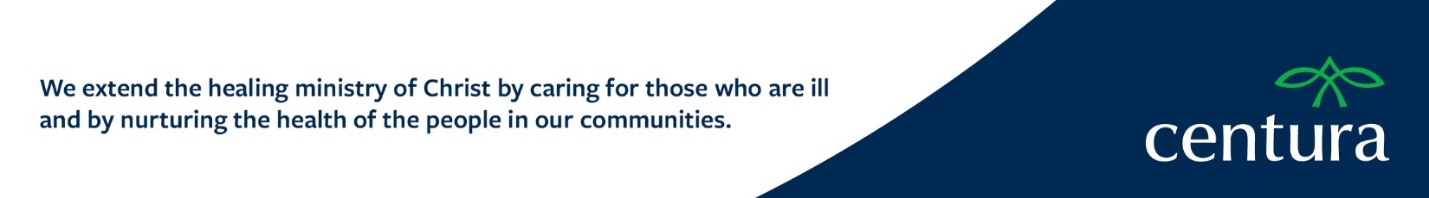 We extend the healing ministry of Christ by caring for those who are ill
and by nurturing the health of the people in our communities.
centura